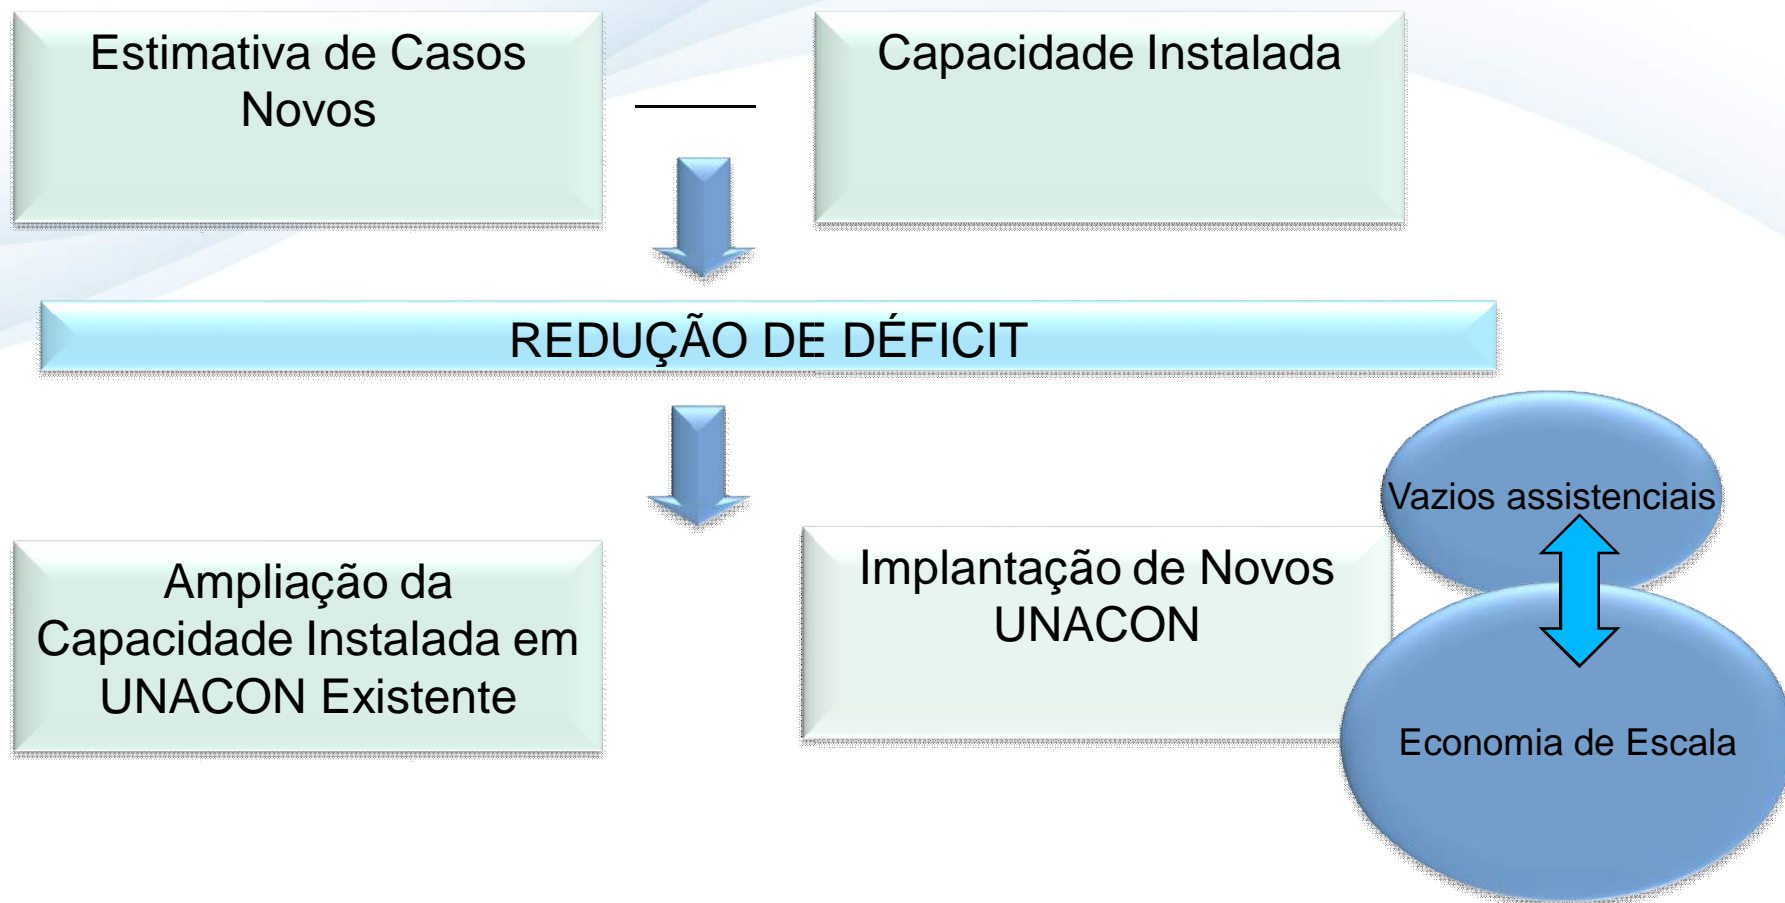 Estimativa de Casos
Novos
Capacidade Instalada
REDUÇÃO DE DÉFICIT
Ampliação da
Capacidade Instalada em
UNACON Existente
Implantação de Novos
UNACON
Vazios assistenciais
Economia de Escala